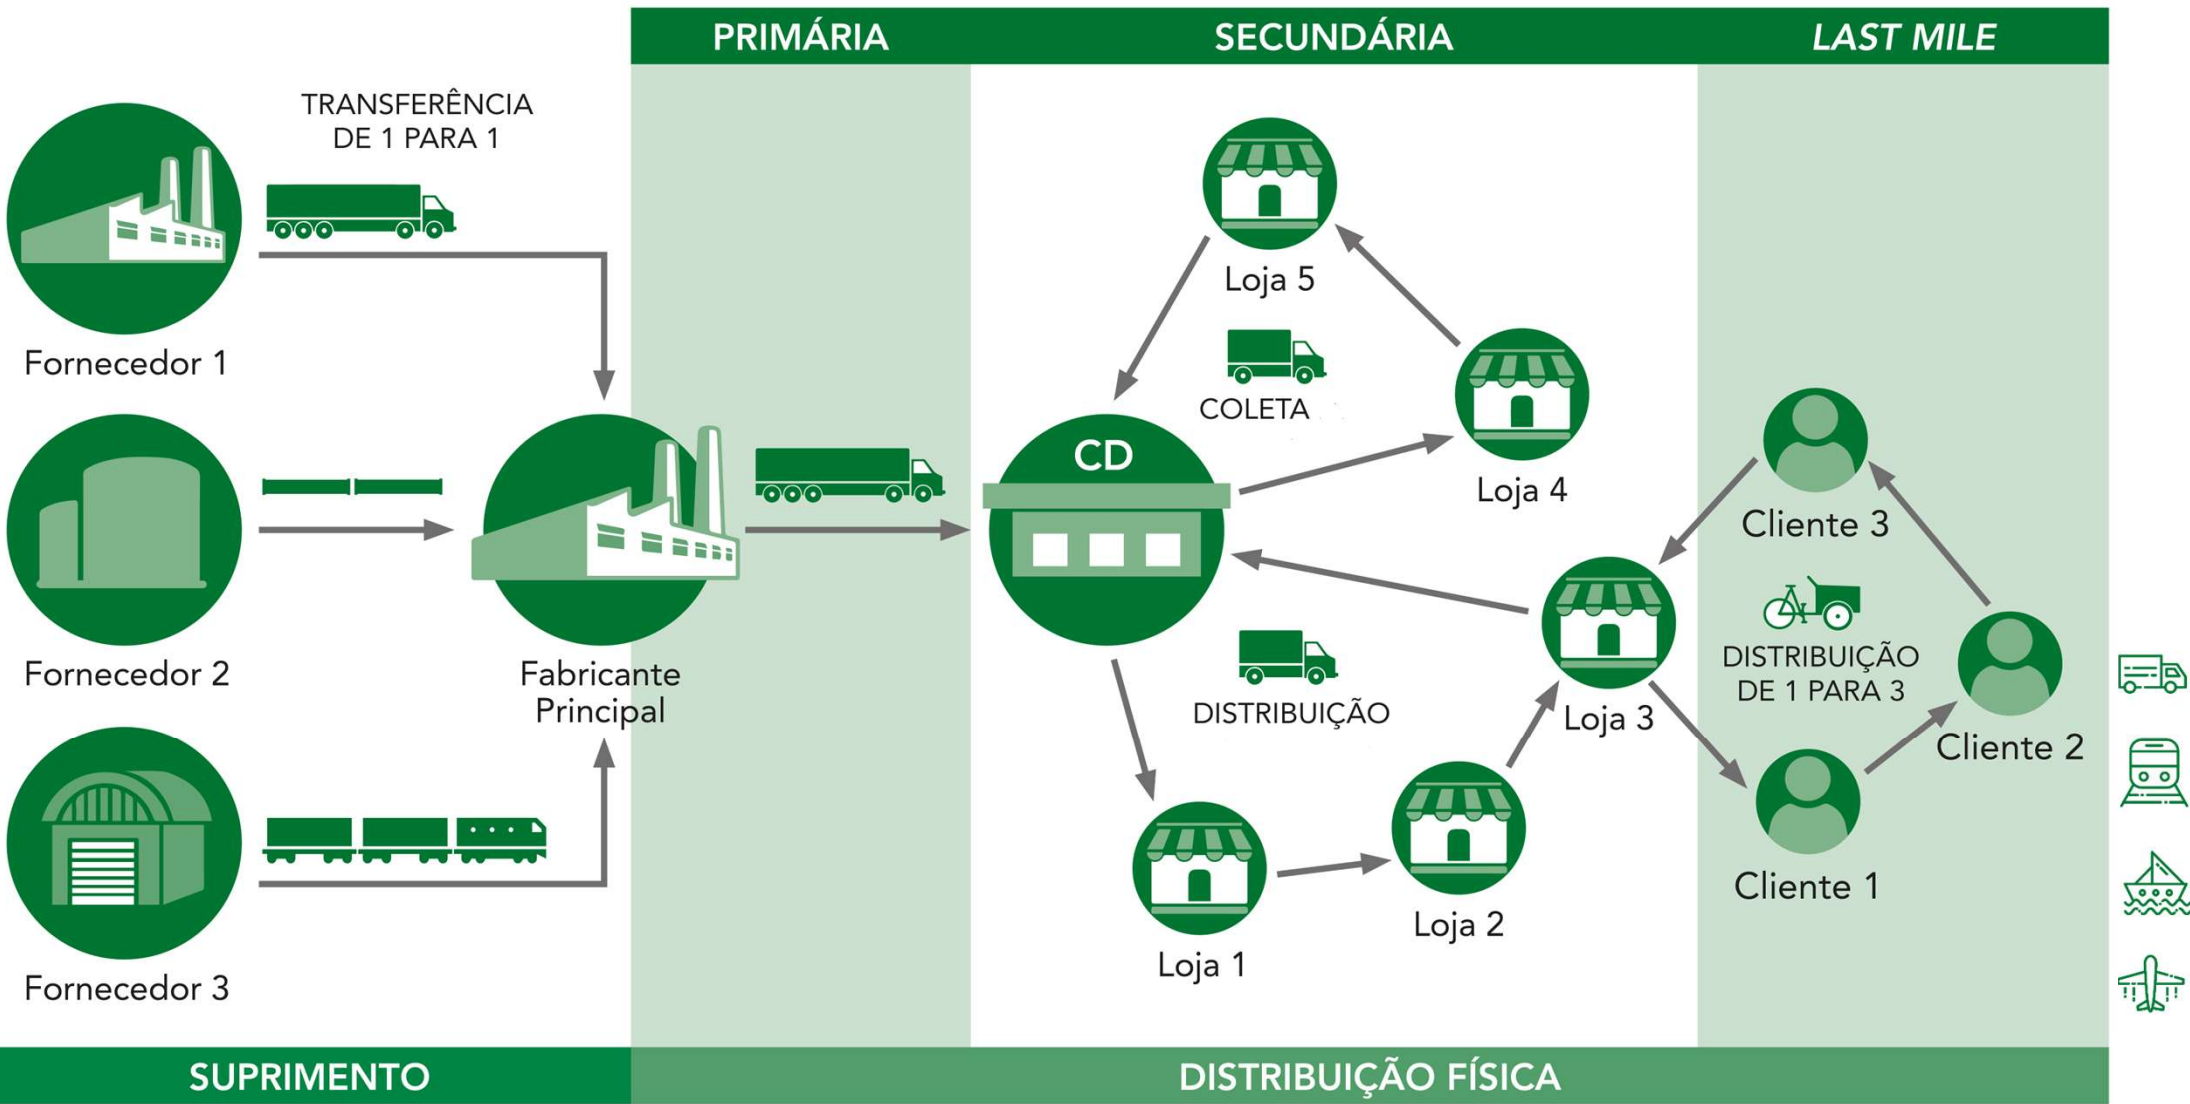 PRIMÁRIA
SECUNDÁRIA
LAST MILE
TRANSFERÊNCIA
DE 1 PARA 1
Fornecedor 1
Fornecedor 2
Fornecedor 3
Fabricante
Principal
CD
Loja 5
COLETA
Loja 4
DISTRIBUIÇÃO
Loja 3
Loja 2
Loja 1
Cliente 3
DISTRIBUIÇÃO
DE 1 PARA 3
Cliente 2
Cliente 1
SUPRIMENTO
DISTRIBUIÇÃO FÍSICA